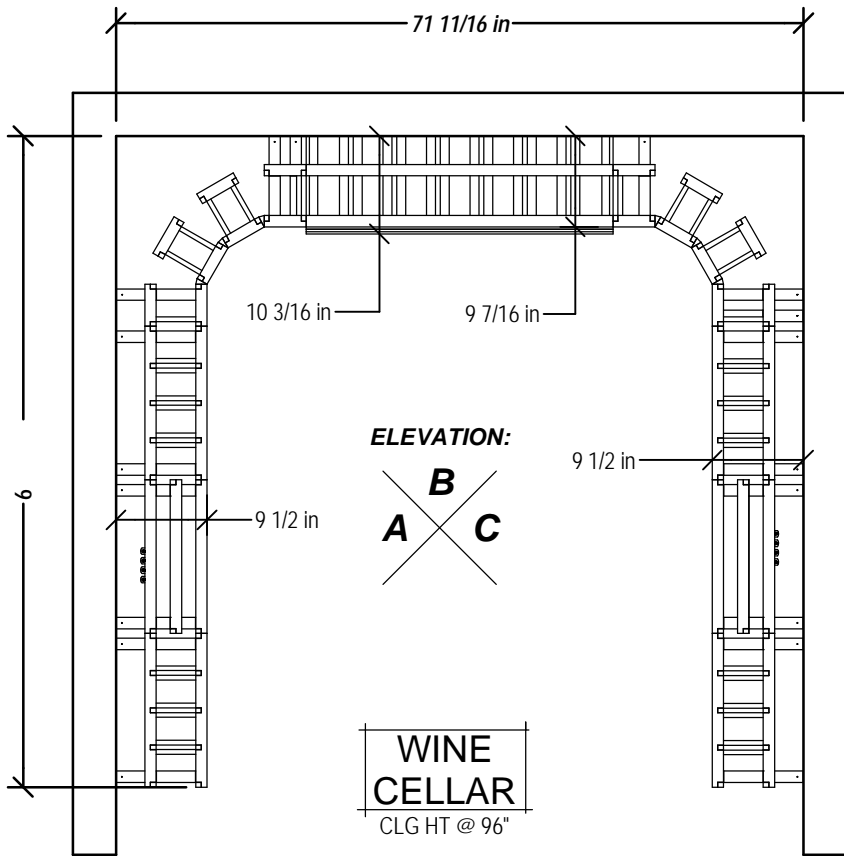 71 11/16 in
10 3/16 in
9 7/16 in
ELEVATION:
B
A
C
9 1/2 in
6
9 1/2 in
WINE
CELLAR
CLG HT @ 96"